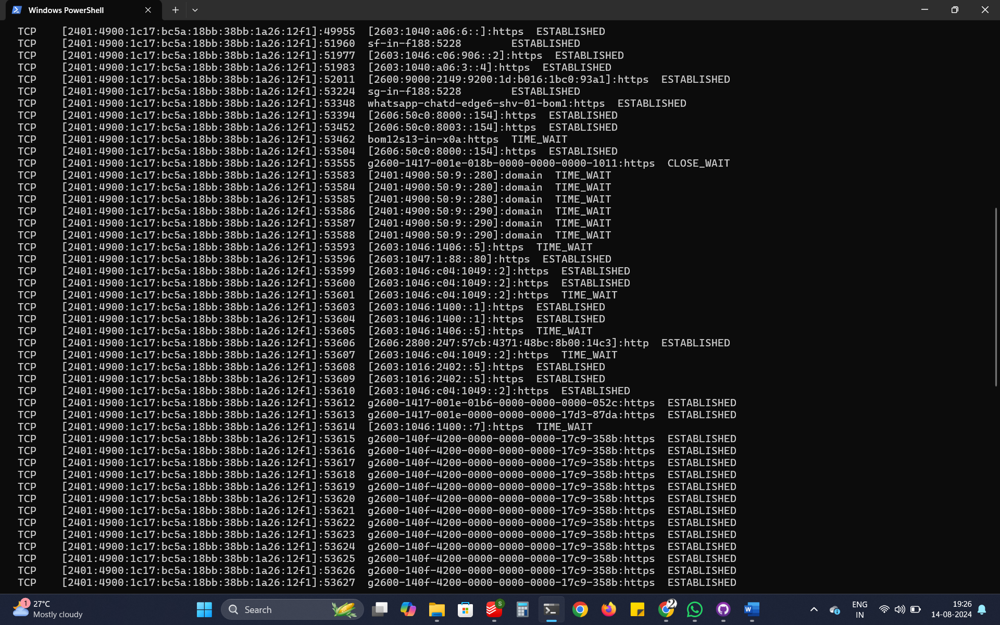 Windows PowerShell
TCP [2401:4900:1c17:bc5a:18bb:38bb:1a26:12f1]:49955 [2603:1040:a06:6::]:https ESTABLISHED
TCP [2401:4900:1c17:bc5a:18bb:38bb:1a26:12f1]:51960 sf-in-f188:5228 ESTABLISHED
TCP [2401:4900:1c17:bc5a:18bb:38bb:1a26:12f1]:51977 [2603:1046:c06:906::2]:https ESTABLISHED
TCP [2401:4900:1c17:bc5a:18bb:38bb:1a26:12f1]:51983 [2603:1040:a06:3::4]:https ESTABLISHED
TCP [2401:4900:1c17:bc5a:18bb:38bb:1a26:12f1]:52011 [2600:9000:2149:9200:1d:b016:1bc0:93a1]:https ESTABLISHED
TCP [2401:4900:1c17:bc5a:18bb:38bb:1a26:12f1]:53224 sg-in-f188:5228 ESTABLISHED
TCP [2401:4900:1c17:bc5a:18bb:38bb:1a26:12f1]:53348 whatsapp-chatd-edge6-shv-01-bom1:https ESTABLISHED
TCP [2401:4900:1c17:bc5a:18bb:38bb:1a26:12f1]:53394 [2606:50c0:8000::154]:https ESTABLISHED
TCP [2401:4900:1c17:bc5a:18bb:38bb:1a26:12f1]:53452 [2606:50c0:8003::154]:https ESTABLISHED
TCP [2401:4900:1c17:bc5a:18bb:38bb:1a26:12f1]:53462 bom12s13-in-x0a:https TIME_WAIT
TCP [2401:4900:1c17:bc5a:18bb:38bb:1a26:12f1]:53504 [2606:50c0:8000::154]:https ESTABLISHED
TCP [2401:4900:1c17:bc5a:18bb:38bb:1a26:12f1]:53555 g2600-1417-001e-018b-0000-0000-0000-1011:https CLOSE_WAIT
TCP [2401:4900:1c17:bc5a:18bb:38bb:1a26:12f1]:53583 [2401:4900:50:9::280]:domain TIME_WAIT
TCP [2401:4900:1c17:bc5a:18bb:38bb:1a26:12f1]:53584 [2401:4900:50:9::280]:domain TIME_WAIT
TCP [2401:4900:1c17:bc5a:18bb:38bb:1a26:12f1]:53585 [2401:4900:50:9::280]:domain TIME_WAIT
TCP [2401:4900:1c17:bc5a:18bb:38bb:1a26:12f1]:53586 [2401:4900:50:9::290]:domain TIME_WAIT
TCP [2401:4900:1c17:bc5a:18bb:38bb:1a26:12f1]:53587 [2401:4900:50:9::290]:domain TIME_WAIT
TCP [2401:4900:1c17:bc5a:18bb:38bb:1a26:12f1]:53588 [2401:4900:50:9::290]:domain TIME_WAIT
TCP [2401:4900:1c17:bc5a:18bb:38bb:1a26:12f1]:53593 [2603:1046:1406::5]:https TIME_WAIT
TCP [2401:4900:1c17:bc5a:18bb:38bb:1a26:12f1]:53596 [2603:1047:1:88::80]:https ESTABLISHED
TCP [2401:4900:1c17:bc5a:18bb:38bb:1a26:12f1]:53599 [2603:1046:c04:1049::2]:https ESTABLISHED
TCP [2401:4900:1c17:bc5a:18bb:38bb:1a26:12f1]:53600 [2603:1046:c04:1049::2]:https ESTABLISHED
TCP [2401:4900:1c17:bc5a:18bb:38bb:1a26:12f1]:53601 [2603:1046:c04:1049::2]:https TIME_WAIT
TCP [2401:4900:1c17:bc5a:18bb:38bb:1a26:12f1]:53603 [2603:1046:1400::1]:https ESTABLISHED
TCP [2401:4900:1c17:bc5a:18bb:38bb:1a26:12f1]:53604 [2603:1046:1400::1]:https ESTABLISHED
TCP [2401:4900:1c17:bc5a:18bb:38bb:1a26:12f1]:53605 [2603:1046:1406::5]:https TIME_WAIT
TCP [2401:4900:1c17:bc5a:18bb:38bb:1a26:12f1]:53606 [2606:2800:247:57cb:4371:48bc:8b00:14c3]:http ESTABLISHED
TCP [2401:4900:1c17:bc5a:18bb:38bb:1a26:12f1]:53607 [2603:1046:c04:1049::2]:https TIME_WAIT
TCP [2401:4900:1c17:bc5a:18bb:38bb:1a26:12f1]:53608 [2603:1016:2402::5]:https ESTABLISHED
TCP [2401:4900:1c17:bc5a:18bb:38bb:1a26:12f1]:53609 [2603:1016:2402::5]:https ESTABLISHED
TCP [2401:4900:1c17:bc5a:18bb:38bb:1a26:12f1]:53610 [2603:1046:c04:1049::2]:https ESTABLISHED
TCP [2401:4900:1c17:bc5a:18bb:38bb:1a26:12f1]:53612 g2600-1417-001e-01b6-0000-0000-0000-052c:https ESTABLISHED
TCP [2401:4900:1c17:bc5a:18bb:38bb:1a26:12f1]:53613 g2600-1417-001e-0000-0000-0000-17d3-87da:https ESTABLISHED
TCP [2401:4900:1c17:bc5a:18bb:38bb:1a26:12f1]:53614 [2603:1046:1400::7]:https TIME_WAIT
TCP [2401:4900:1c17:bc5a:18bb:38bb:1a26:12f1]:53615 g2600-140f-4200-0000-0000-0000-17c9-358b:https ESTABLISHED
TCP [2401:4900:1c17:bc5a:18bb:38bb:1a26:12f1]:53616 g2600-140f-4200-0000-0000-0000-17c9-358b:https ESTABLISHED
TCP [2401:4900:1c17:bc5a:18bb:38bb:1a26:12f1]:53617 g2600-140f-4200-0000-0000-0000-17c9-358b:https ESTABLISHED
TCP [2401:4900:1c17:bc5a:18bb:38bb:1a26:12f1]:53618 g2600-140f-4200-0000-0000-0000-17c9-358b:https ESTABLISHED
TCP [2401:4900:1c17:bc5a:18bb:38bb:1a26:12f1]:53619 g2600-140f-4200-0000-0000-0000-17c9-358b:https ESTABLISHED
TCP [2401:4900:1c17:bc5a:18bb:38bb:1a26:12f1]:53620 g2600-140f-4200-0000-0000-0000-17c9-358b:https ESTABLISHED
TCP [2401:4900:1c17:bc5a:18bb:38bb:1a26:12f1]:53621 g2600-140f-4200-0000-0000-0000-17c9-358b:https ESTABLISHED
TCP [2401:4900:1c17:bc5a:18bb:38bb:1a26:12f1]:53622 g2600-140f-4200-0000-0000-0000-17c9-358b:https ESTABLISHED
TCP [2401:4900:1c17:bc5a:18bb:38bb:1a26:12f1]:53623 g2600-140f-4200-0000-0000-0000-17c9-358b:https ESTABLISHED
TCP [2401:4900:1c17:bc5a:18bb:38bb:1a26:12f1]:53624 g2600-140f-4200-0000-0000-0000-17c9-358b:https ESTABLISHED
TCP [2401:4900:1c17:bc5a:18bb:38bb:1a26:12f1]:53625 g2600-140f-4200-0000-0000-0000-17c9-358b:https ESTABLISHED
TCP [2401:4900:1c17:bc5a:18bb:38bb:1a26:12f1]:53626 g2600-140f-4200-0000-0000-0000-17c9-358b:https ESTABLISHED
TCP [2401:4900:1c17:bc5a:18bb:38bb:1a26:12f1]:53627 g2600-140f-4200-0000-0000-0000-17c9-358b:https ESTABLISHED
1
27°C
Mostly cloudy
Search
S
2
W
ENG
IN
19:26
14-08-2024